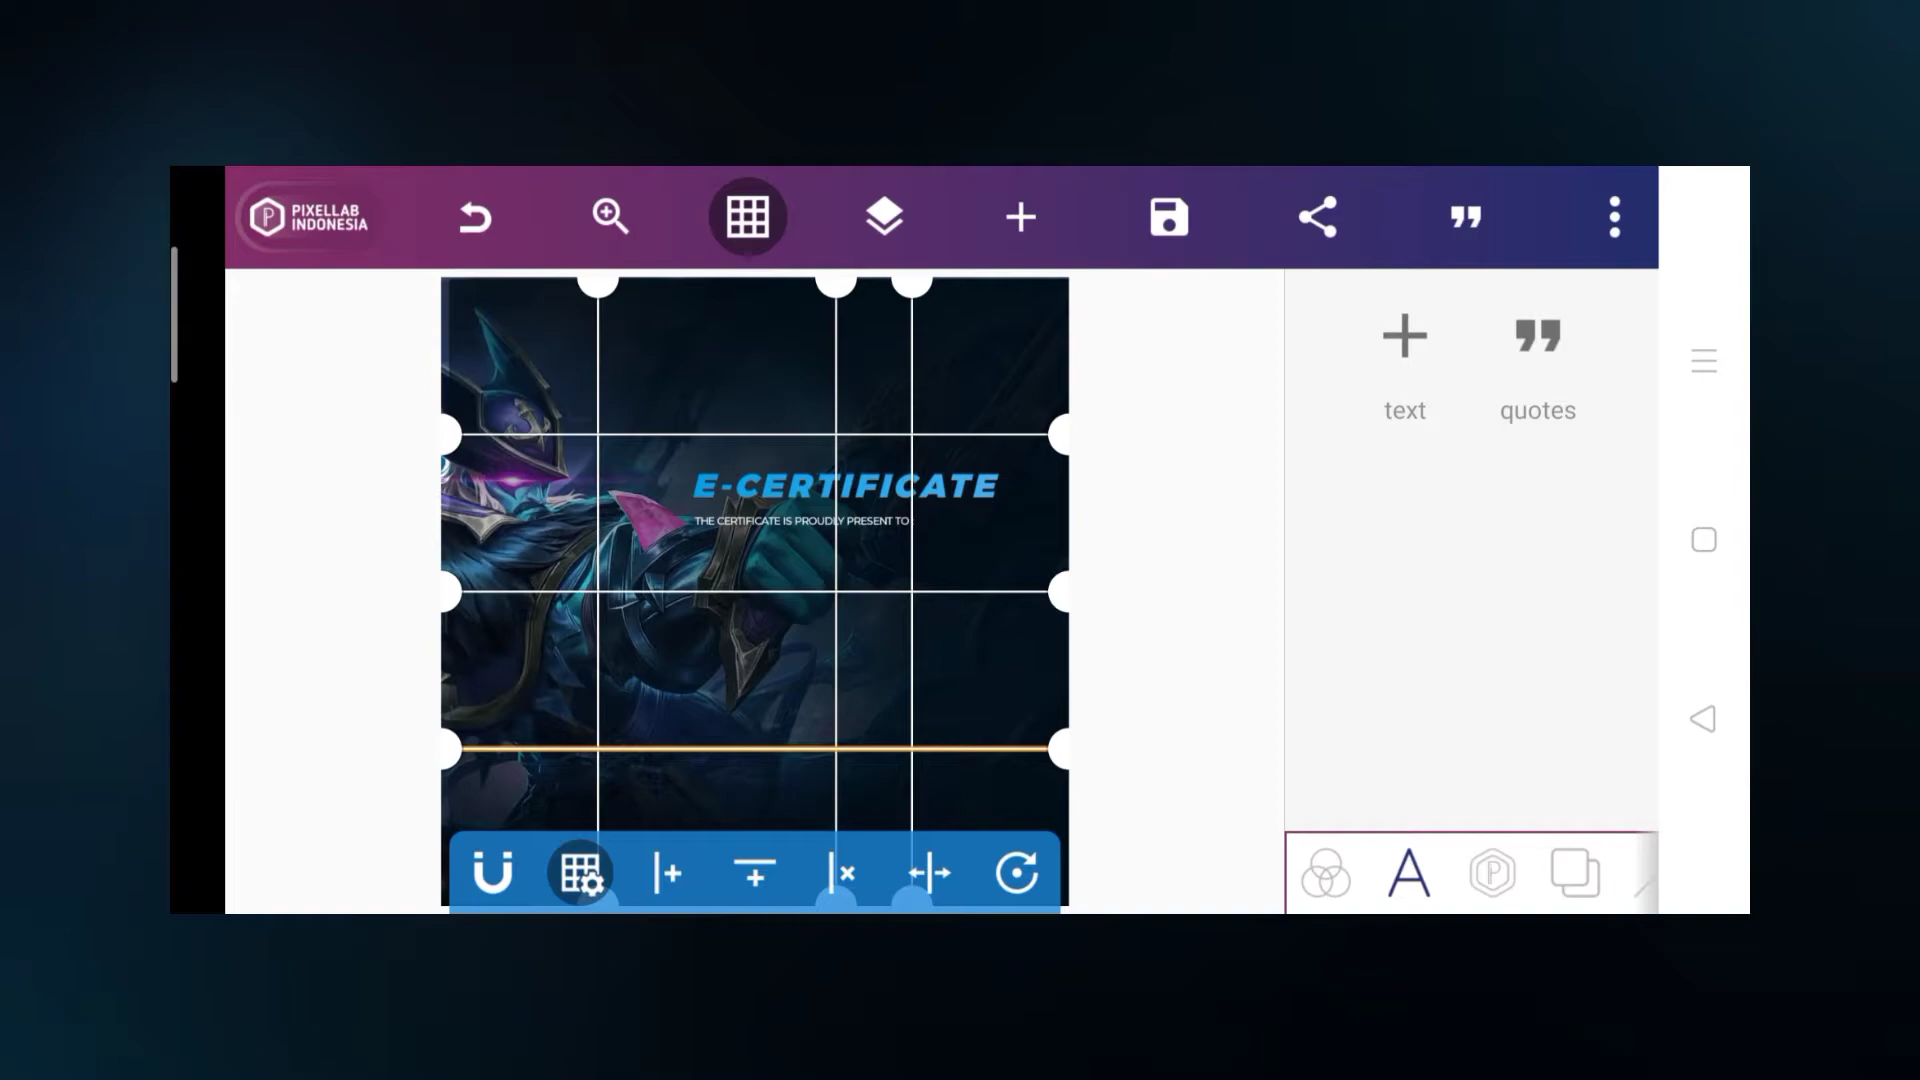 PIXELLAB
INDONESIA
E-CERTIFICATE
THE CERTIFICATE IS PROUDLY PRESENT TO :
text
quotes